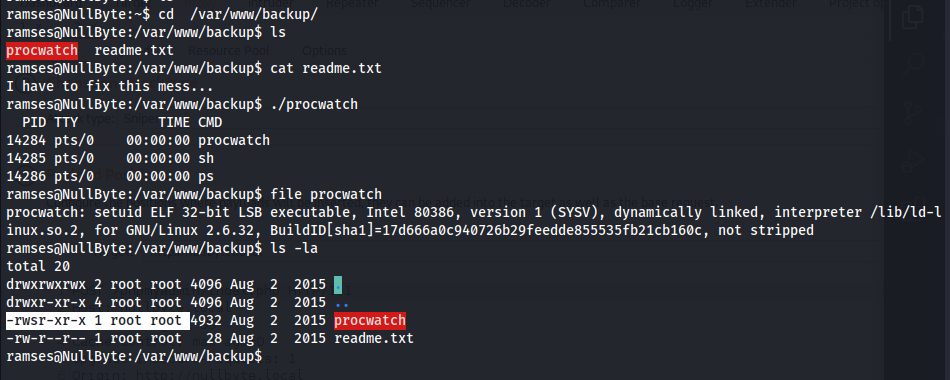 ramses@NullByte:~$ cd  /var/www/backup/
ramses@NullByte:/var/www/backup$ ls
procwatch  readme.txt
ramses@NullByte:/var/www/backup$ cat readme.txt
I have to fix this mess...
ramses@NullByte:/var/www/backup$ ./procwatch
  PID TTY          TIME CMD
14284 pts/0    00:00:00 procwatch
14285 pts/0    00:00:00 sh
14286 pts/0    00:00:00 ps
ramses@NullByte:/var/www/backup$ file procwatch
procwatch: setuid ELF 32-bit LSB executable, Intel 80386, version 1 (SYSV), dynamically linked, interpreter /lib/ld-l
inux.so.2, for GNU/Linux 2.6.32, BuildID[sha1]=17d666a0c940726b29feedde855535fb21cb160c, not stripped
ramses@NullByte:/var/www/backup$ ls -la
total 20
drwxrwxrwx 2 root root 4096 Aug  2  2015 .
drwxr-xr-x 4 root root 4096 Aug  2  2015 ..
-rwsr-xr-x 1 root root 4932 Aug  2  2015 procwatch
-rw-r--r-- 1 root root   28 Aug  2  2015 readme.txt
ramses@NullByte:/var/www/backup$